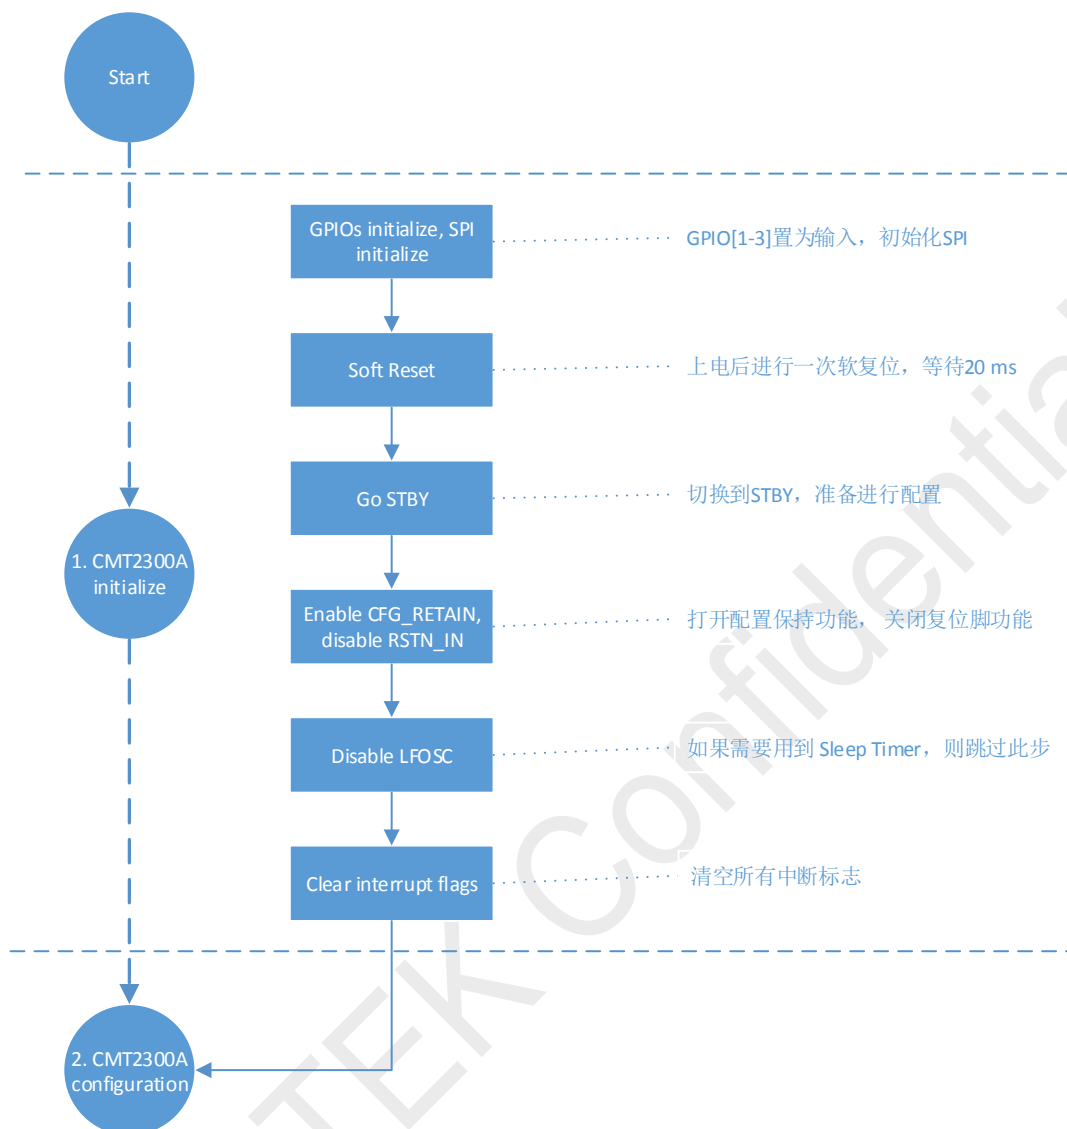 Start
GPIOs initialize, SPI
initialize
GPIO[1-3]置为输入，初始化SPI
Soft Reset
上电后进行一次软复位，等待20 ms
Go STBY
切换到STBY，准备进行配置
1. CMT2300A
initialize
Enable CFG_RETAIN,
disable RSTN_IN
打开配置保持功能， 关闭复位脚功能
Disable LFOSC
如果需要用到 Sleep Timer，则跳过此步
Clear interrupt flags
清空所有中断标志
2. CMT2300A
configuration
TEK Confidential